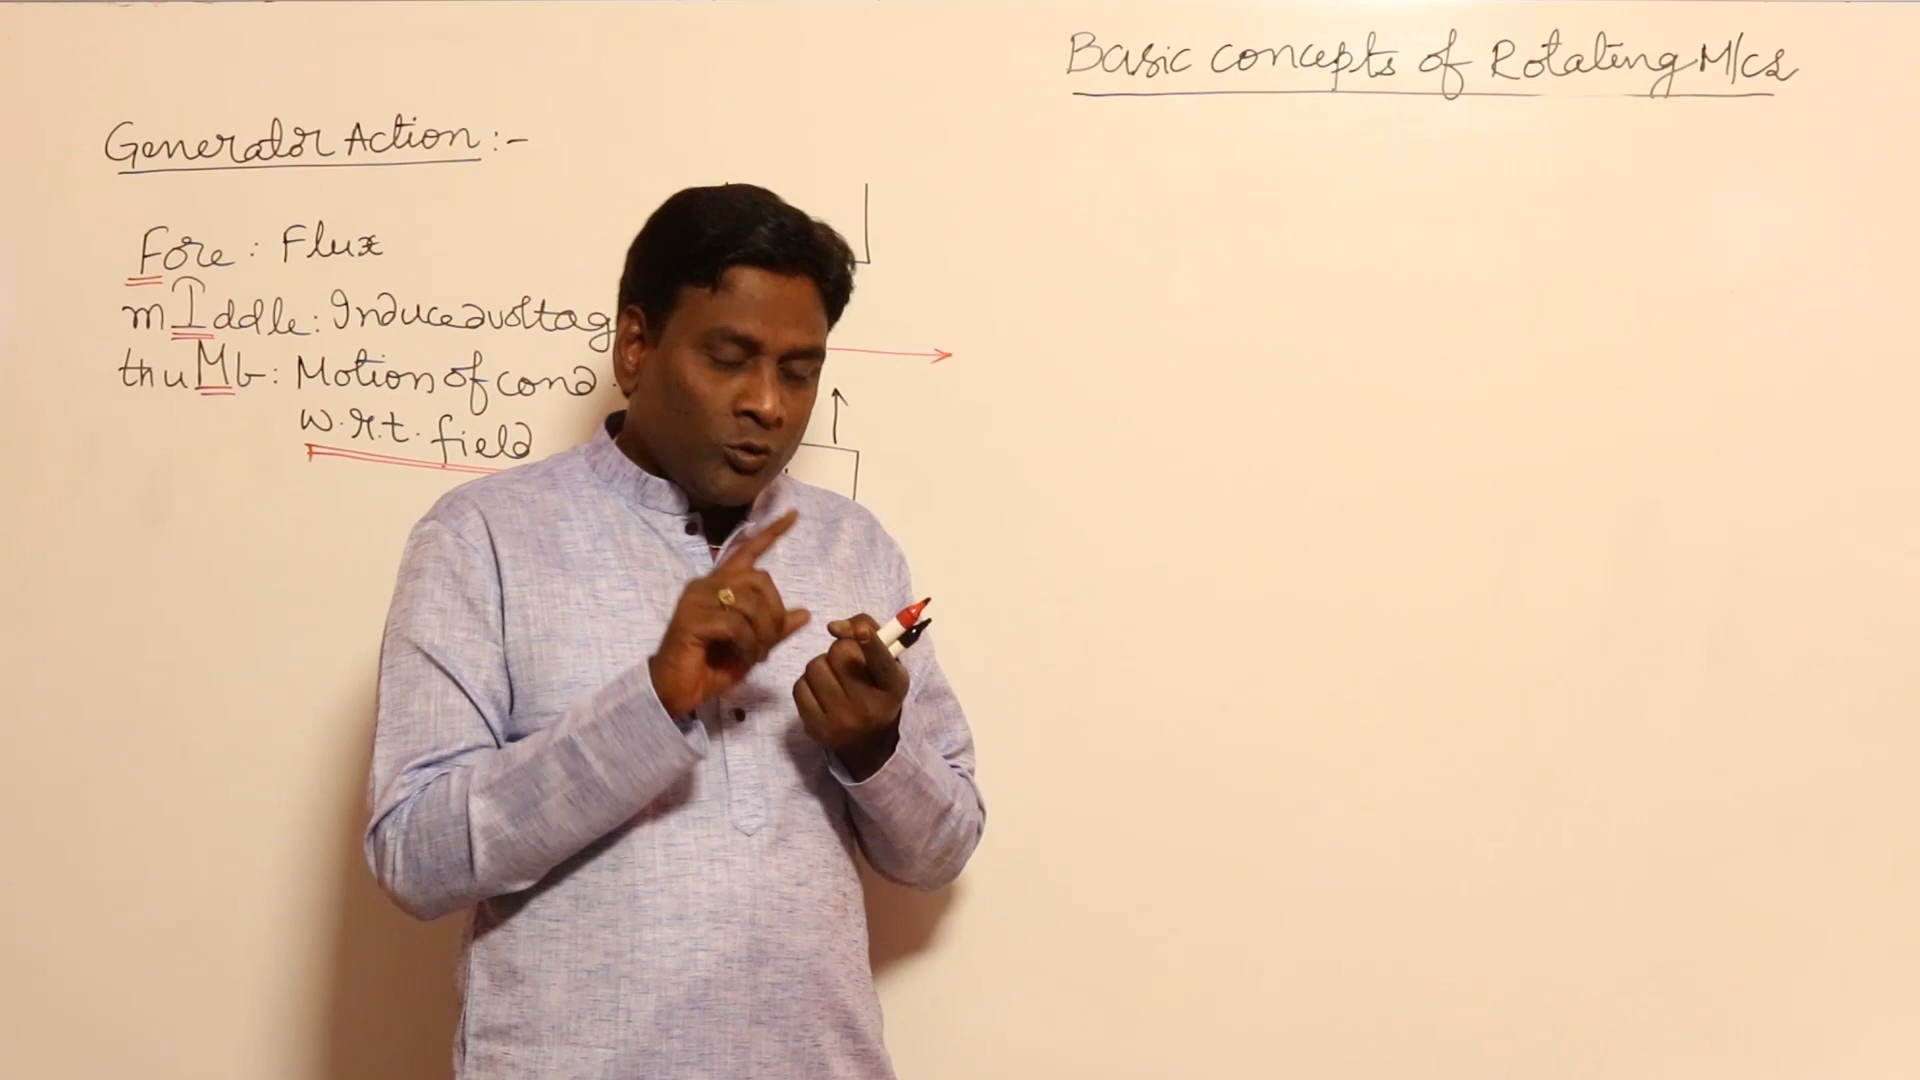 Basic concepts of Rotating M/cs
Generator Action :-
Fore : Flux
mIddle : Induced voltag
thuMb : Motion of cond.
w.r.t. field